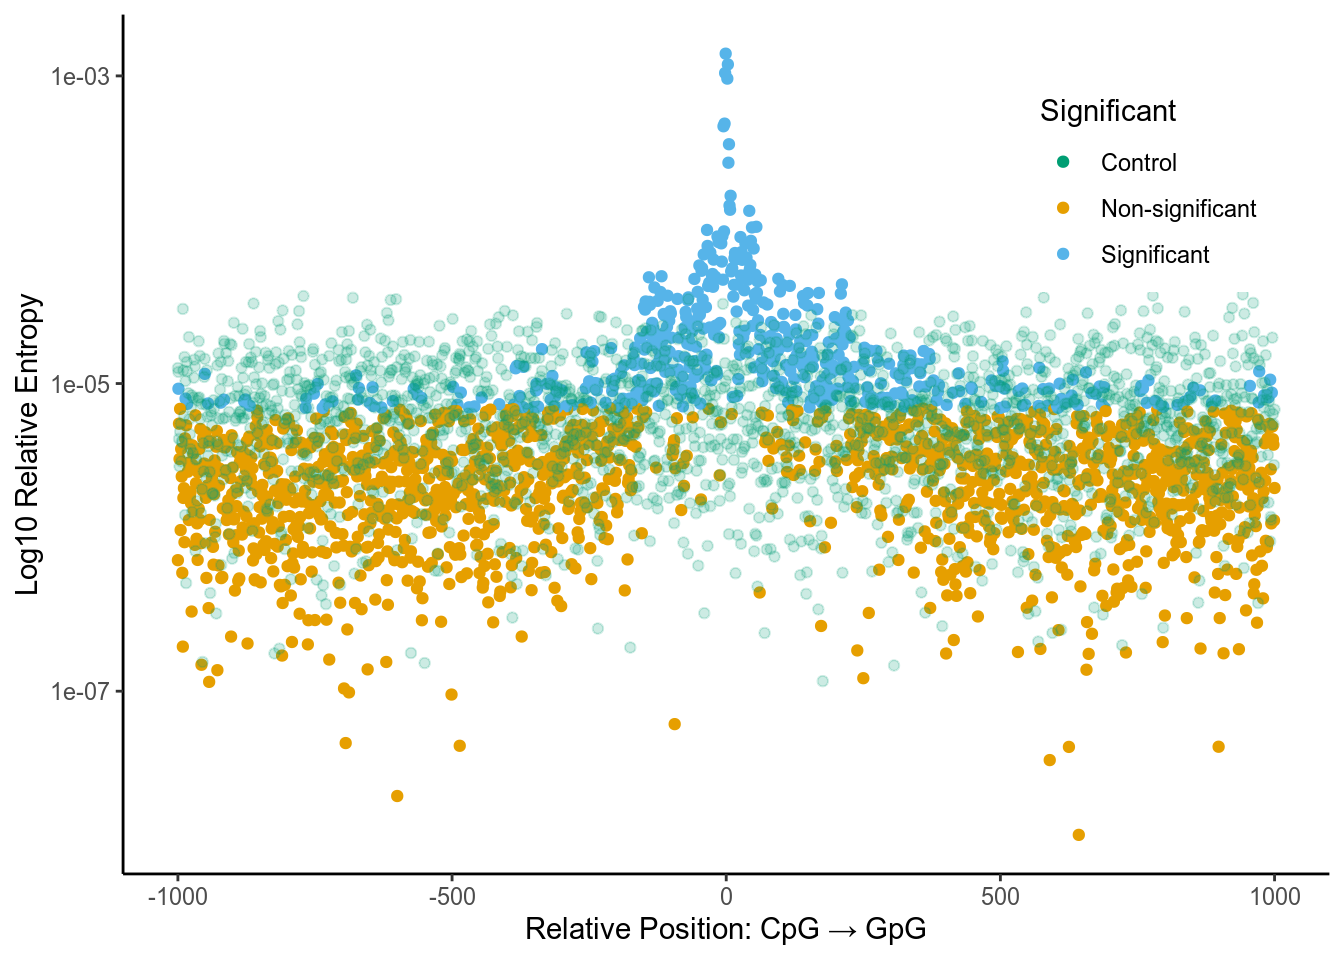 1e-03
1e-05
1e-07
Log10 Relative Entropy
Significant
Control
Non-significant
Significant
-1000
-500
0
500
1000
Relative Position: CpG → GpG